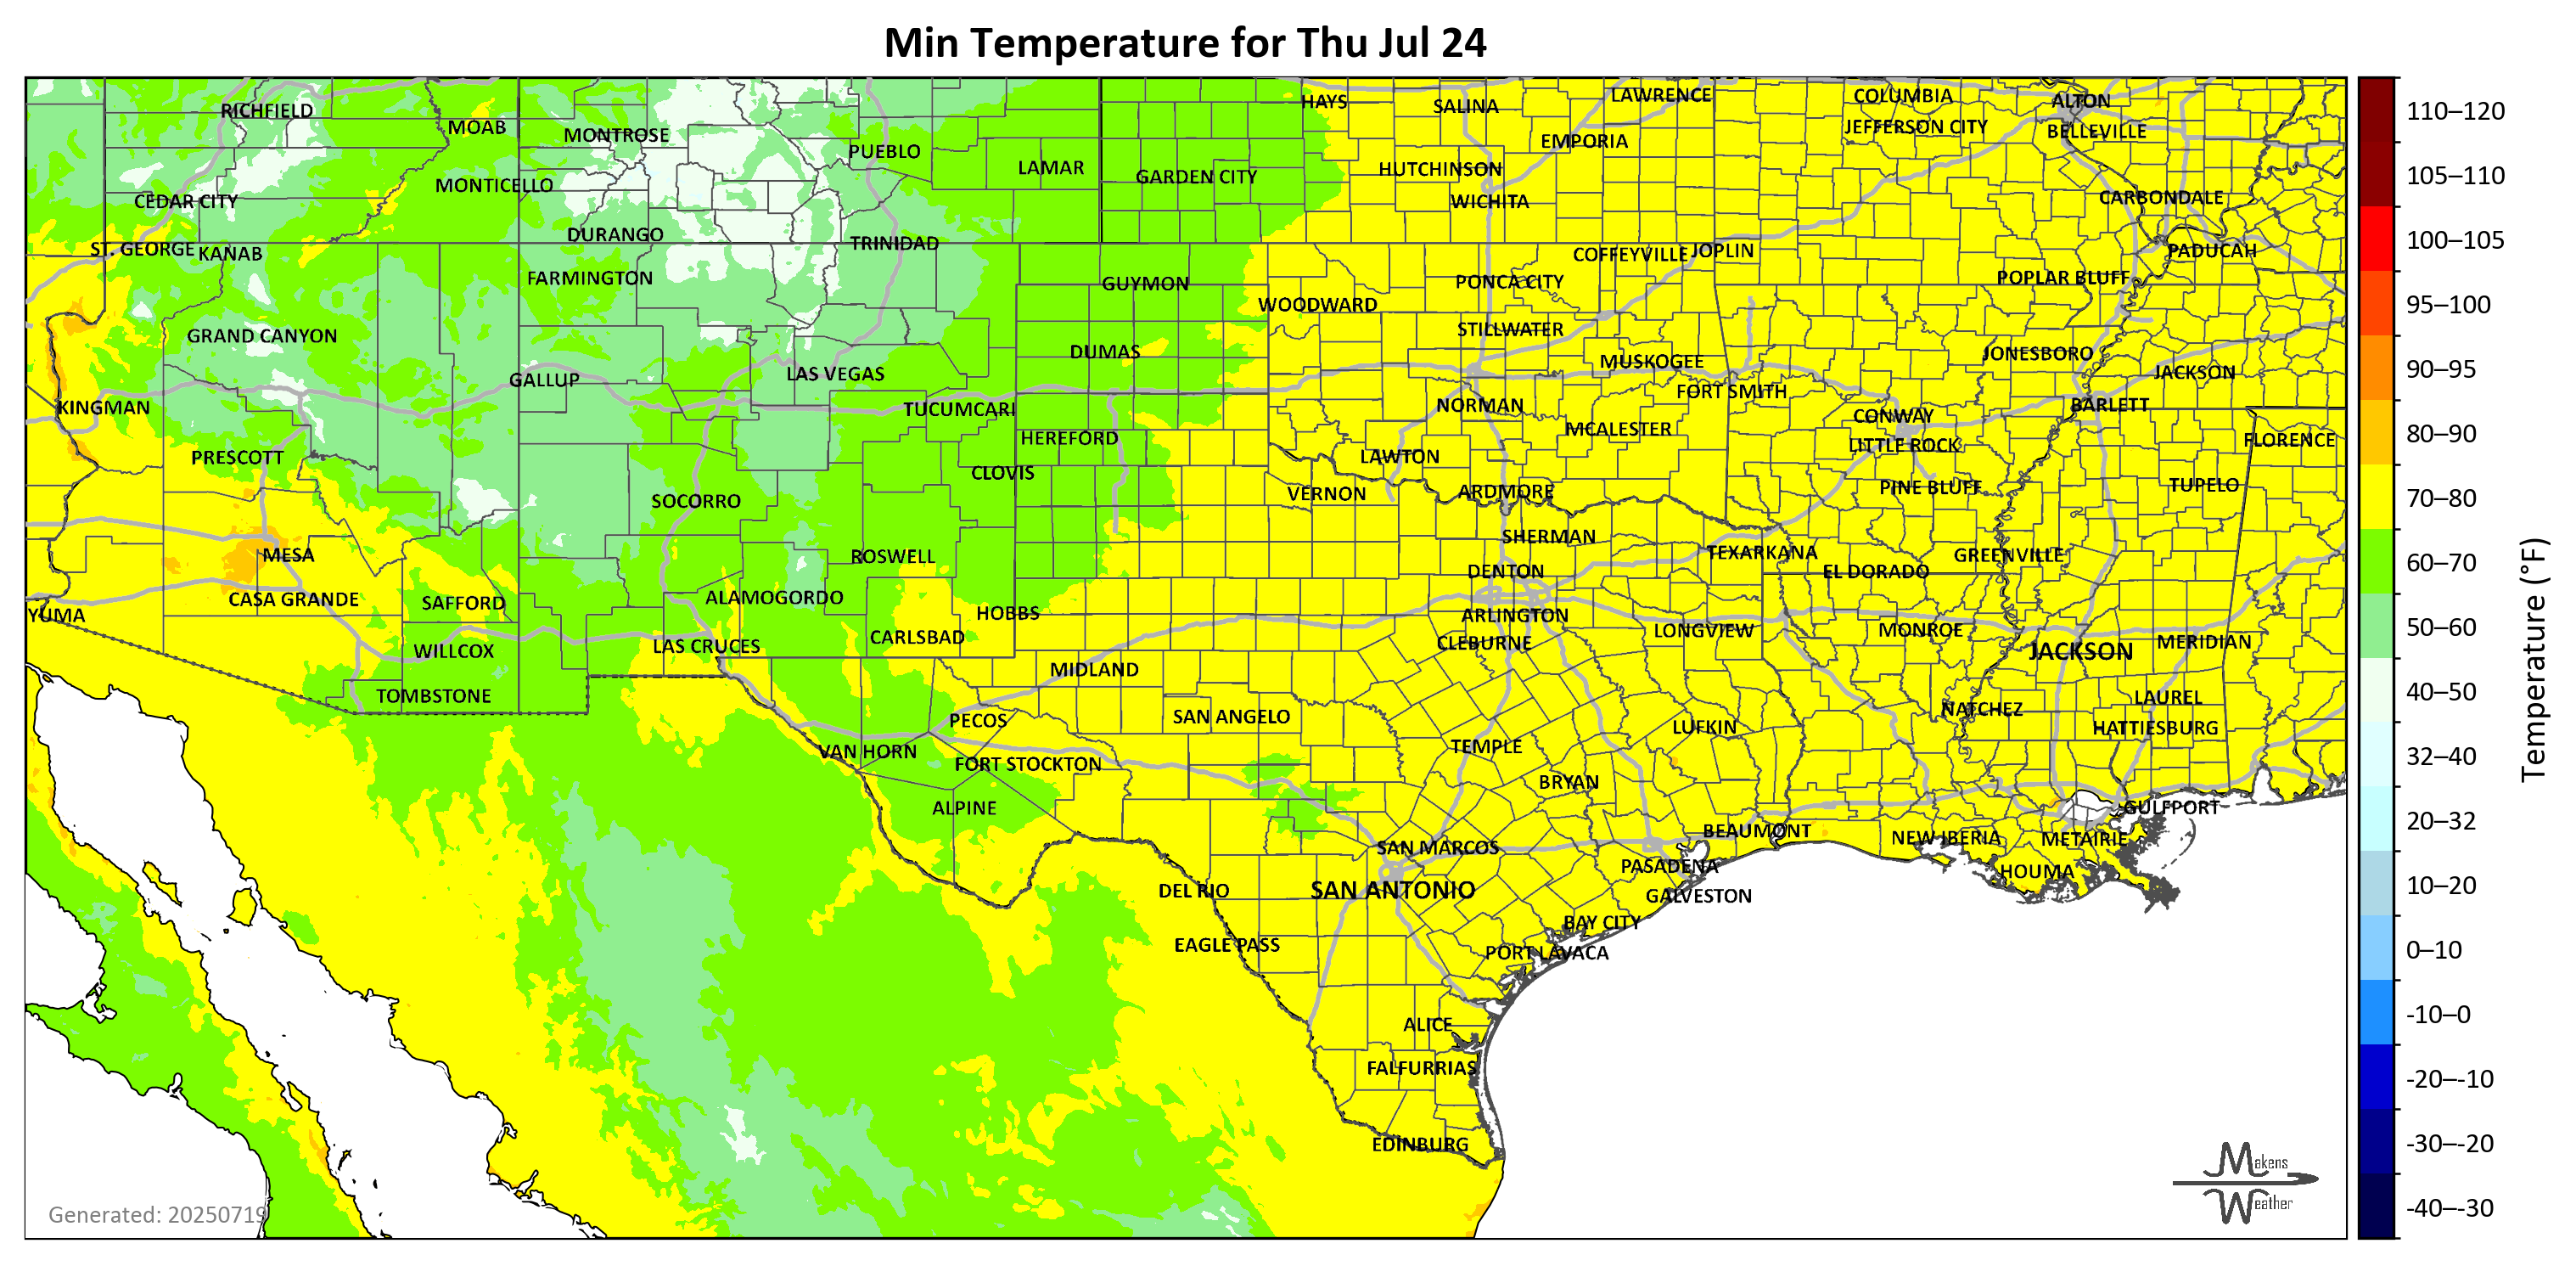 Min Temperature for Thu Jul 24
RICHFIELD
MOAB
MONTROSE
PUEBLO
LAMAR
GARDEN CITY
HAYS
SALINA
LAWRENCE
EMPORIA
HUTCHINSON
WICHITA
COLUMBIA
JEFFERSON CITY
ALTON
BELLEVILLE
CARBONDALE
CEDAR CITY
MONTICELLO
DURANGO
TRINIDAD
ST. GEORGE
KANAB
FARMINGTON
GUYMON
WOODWARD
PONCA CITY
COFFEYVILLE
JOPLIN
POPLAR BLUFF
PADUCAH
GRAND CANYON
DUMAS
STILLWATER
MUSKOGEE
JONESBORO
JACKSON
GALLUP
LAS VEGAS
KINGMAN
TUCUMCARI
NORMAN
FORT SMITH
CONWAY
BARLETT
HEREFORD
MCALESTER
LITTLE ROCK
FLORENCE
PRESCOTT
CLOVIS
LAWTON
SOCORRO
VERNON
ARDMORE
PINE BLUFF
TUPELO
MESA
ROSWELL
SHERMAN
TEXARKANA
GREENVILLE
CASA GRANDE
SAFFORD
ALAMOGORDO
DENTON
EL DORADO
YUMA
HOBBS
ARLINGTON
WILLCOX
LAS CRUCES
CARLSBAD
CLEBURNE
LONGVIEW
MONROE
JACKSON
MERIDIAN
TOMBSTONE
MIDLAND
PECOS
SAN ANGELO
LUFKIN
NATCHEZ
LAUREL
HATTIESBURG
VAN HORN
FORT STOCKTON
TEMPLE
BRYAN
ALPINE
SAN MARCOS
BEAUMONT
NEW IBERIA
METAIRIE
GULFPORT
DEL RIO
SAN ANTONIO
PASADENA
GALVESTON
HOUMA
EAGLE PASS
BAY CITY
PORT LAVACA
ALICE
FALFURRIAS
EDINBURG
Generated: 20250719
Makens
Weather
110–120
105–110
100–105
95–100
90–95
80–90
70–80
60–70
50–60
40–50
32–40
20–32
10–20
0–10
-10–0
-20–-10
-30–-20
-40–-30
Temperature (°F)